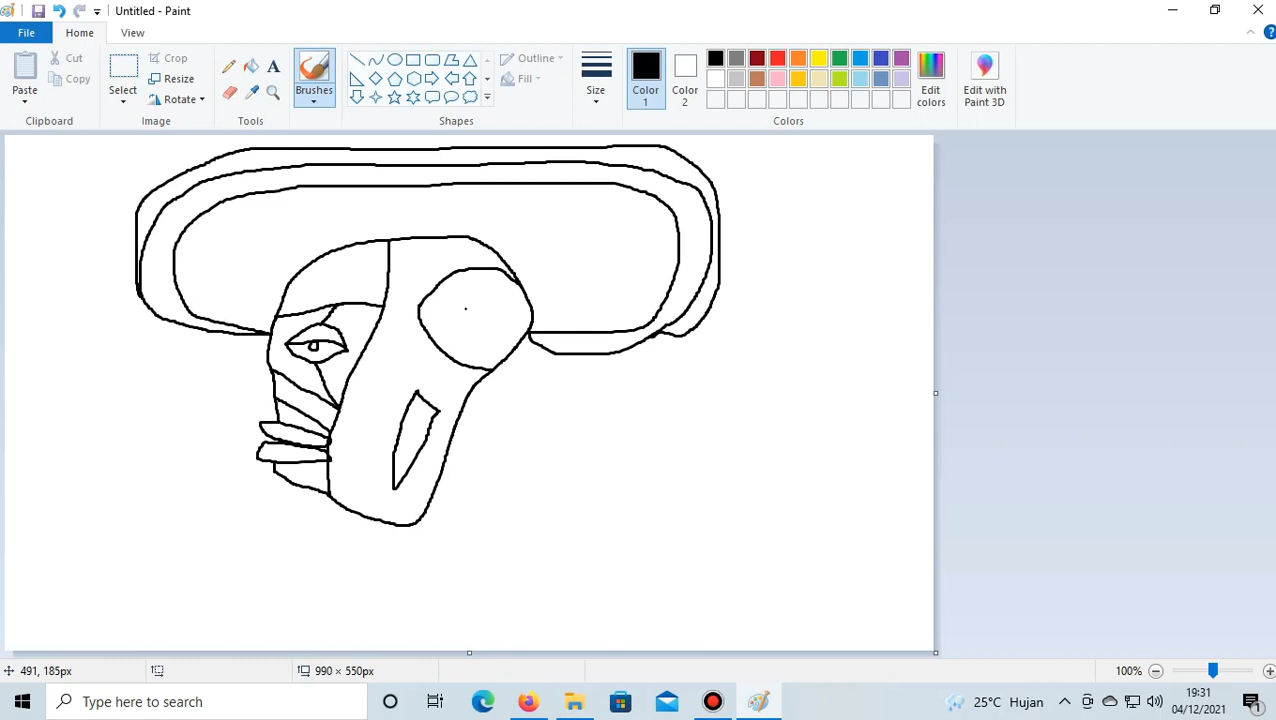 Untitled - Paint
File
Home
View
Paste
Cut
Copy
Clipboard
Select
Crop
Resize
Rotate
Image
A
Tools
Brushes
Outline
Fill
Shapes
Size
Color 1
Color 2
Edit colors
Colors
Edit with Paint 3D
491, 185px
990 × 550px
100%
Type here to search
25°C Hujan
19:31
04/12/2021
1